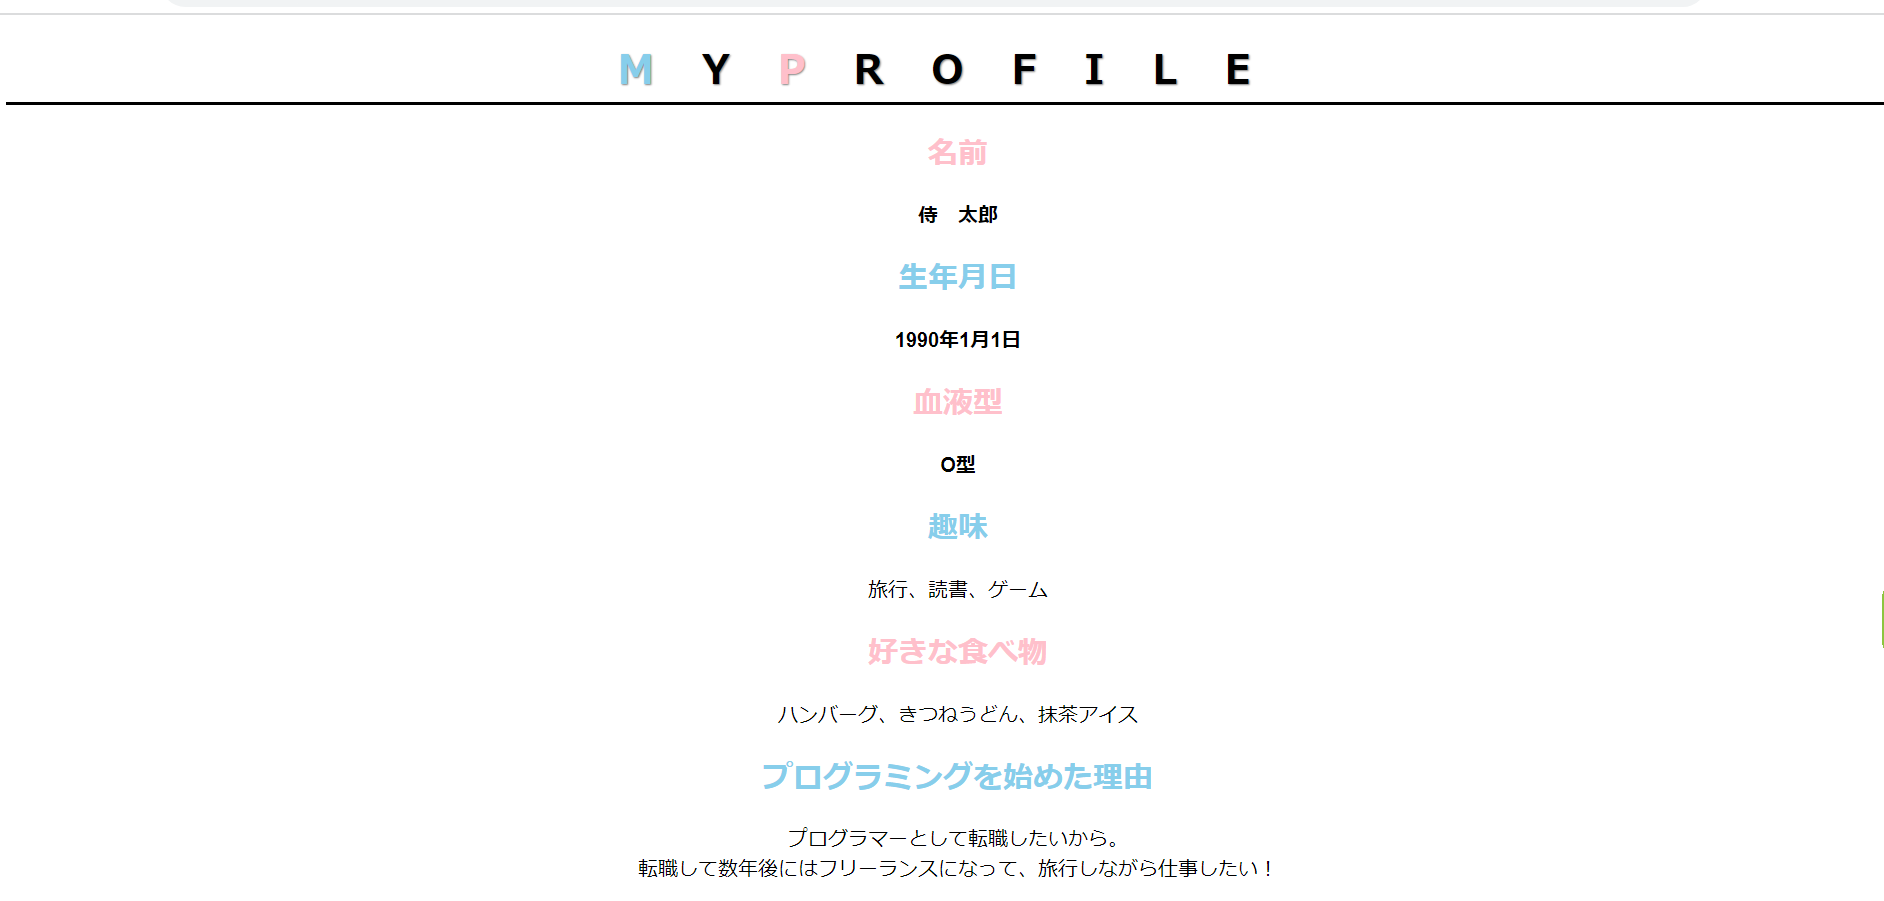 MYPROFILE
名前
侍　太郎
生年月日
1990年1月1日
血液型
O型
趣味
旅行、読書、ゲーム
好きな食べ物
ハンバーグ、きつねうどん、抹茶アイス
プログラミングを始めた理由
プログラマーとして転職したいから。
転職して数年後にはフリーランスになって、旅行しながら仕事したい！